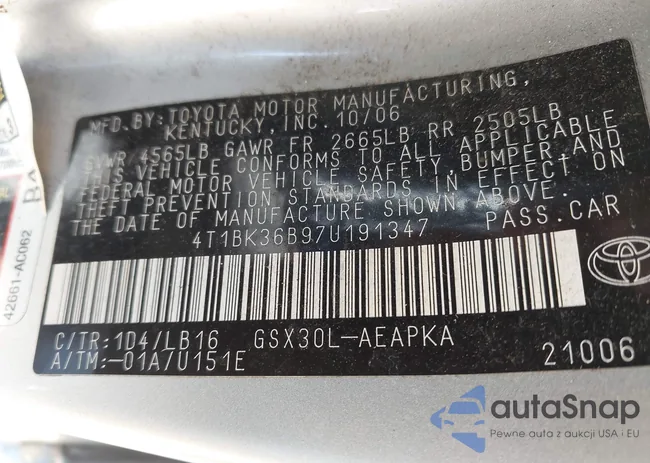 MFD.BY:TOYOTA MOTOR MANUFACTURING,
KENTUCKY,INC.10/06
GVWR/4565LB GAWR FR 2665LB RR 2505LB
THIS VEHICLE CONFORMS TO ALL APPLICABLE
FEDERAL MOTOR VEHICLE SAFETY,BUMPER,AND
THEFT PREVENTION STANDARDS IN EFFECT ON
THE DATE OF MANUFACTURE SHOWN ABOVE.
4T1BK36B97U191347 PASS.CAR
C/TR:1D4/LB16 GSX30L-AEAPKA
A/TM:-01A7U151E 21006
42661-AC062
autaSnap
Pewne auta z aukcji USA i EU